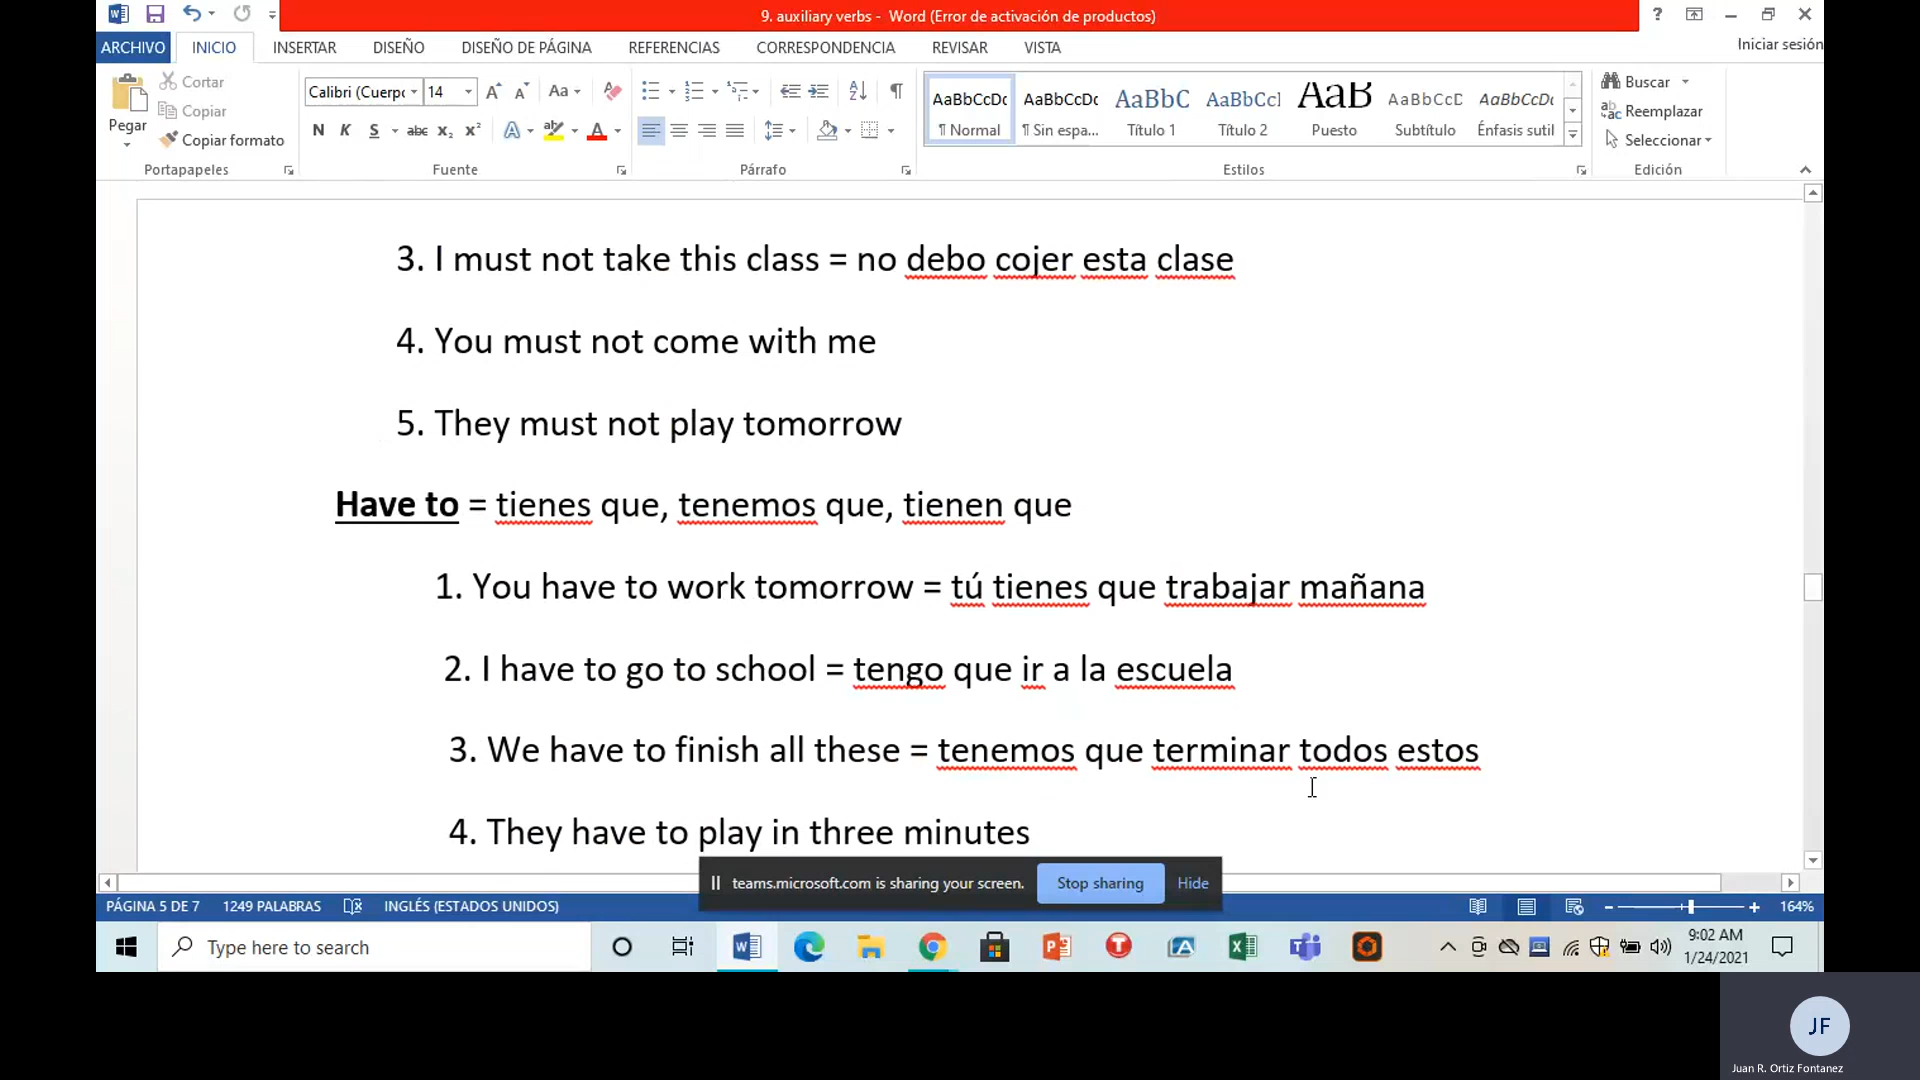 9. auxiliary verbs - Word (Error de activación de productos)
ARCHIVO INICIO INSERTAR DISEÑO DISEÑO DE PÁGINA REFERENCIAS CORRESPONDENCIA REVISAR VISTA Iniciar sesión
Pegar
Cortar
Copiar
Copiar formato
Portapapeles
Calibri (Cuerpc 14
Fuente
Párrafo
AaBbCcDc AaBbCcDc AaBbC AaBbCcI AaB AaBbCcD AaBbCcDc
¶ Normal ¶ Sin espa... Título 1 Título 2 Puesto Subtítulo Énfasis sutil
Estilos
Buscar
Reemplazar
Seleccionar
Edición
3. I must not take this class = no debo cojer esta clase
4. You must not come with me
5. They must not play tomorrow
Have to = tienes que, tenemos que, tienen que
1. You have to work tomorrow = tú tienes que trabajar mañana
2. I have to go to school = tengo que ir a la escuela
3. We have to finish all these = tenemos que terminar todos estos
4. They have to play in three minutes
teams.microsoft.com is sharing your screen. Stop sharing Hide
PÁGINA 5 DE 7 1249 PALABRAS INGLÉS (ESTADOS UNIDOS) 164%
Type here to search
9:02 AM
1/24/2021
JF
Juan R. Ortiz Fontanez